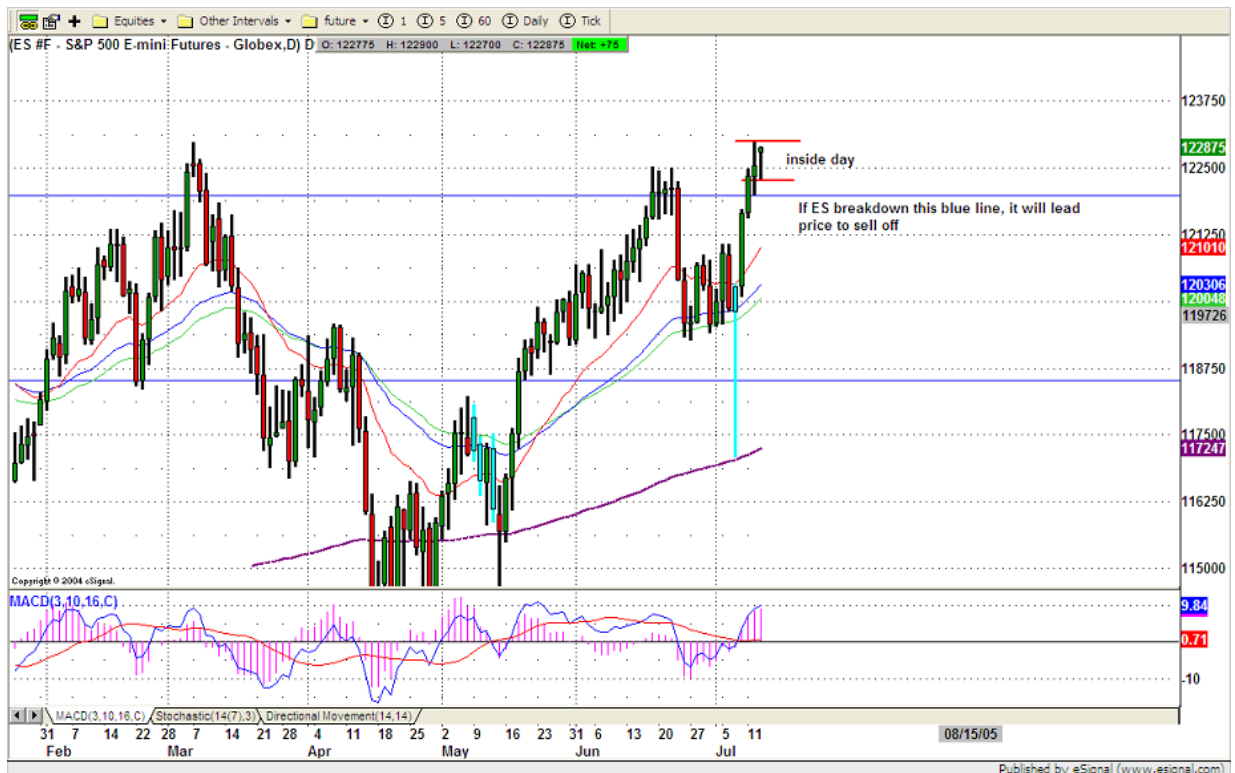 Equities Other Intervals future 1 5 60 Daily Tick
(ES #F - S&P 500 E-mini Futures - Globex,D) D O: 122775 H: 122900 L: 122700 C: 122875 Net: +75
123750
122875
inside day
122500
If ES breakdown this blue line, it will lead
price to sell off
121250
121010
120306
120048
119726
118750
117500
117247
116250
115000
Copyright © 2004 eSignal.
MACD(3,10,16,C)
9.84
0.71
-10
MACD(3,10,16,C) Stochastic(14(7),3) Directional Movement(14,14)
31 7 14 22 28 7 14 21 28 4 11 18 25 2 9 16 23 31 6 13 20 27 5 11 08/15/05
Feb Mar Apr May Jun Jul
Published by eSignal (www.esignal.com)